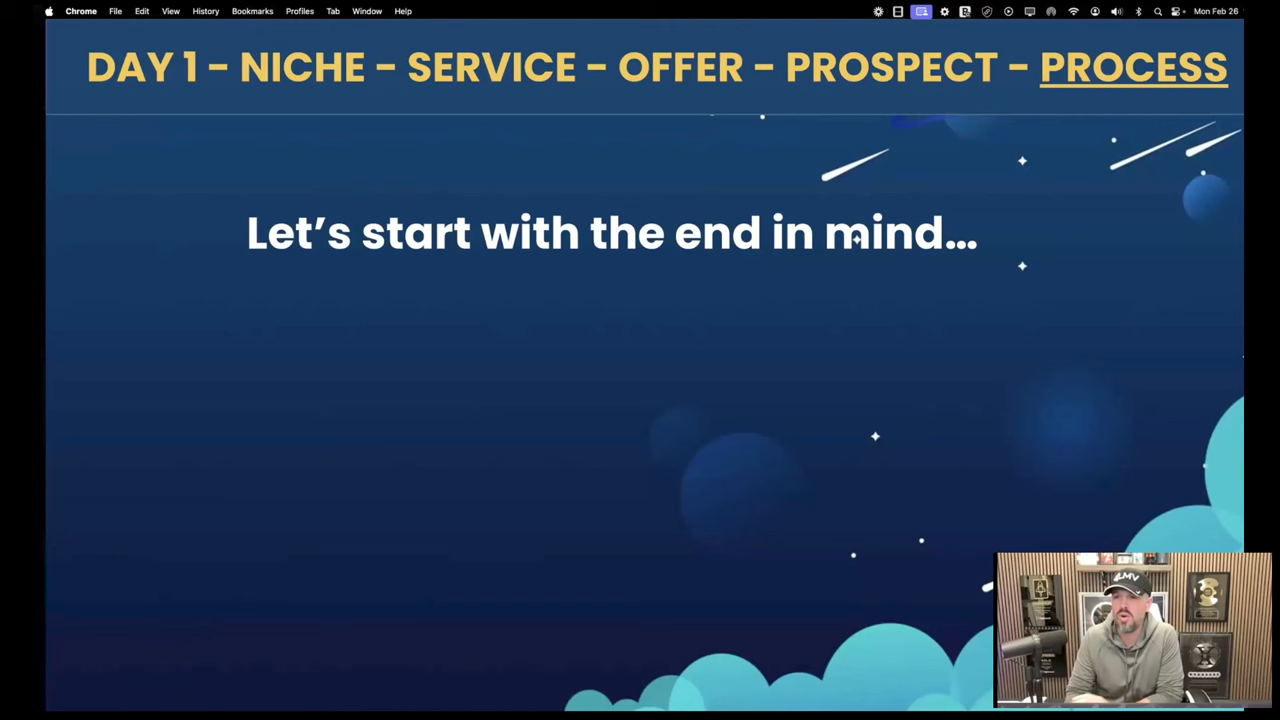 Chrome File Edit View History Bookmarks Profiles Tab Window Help Mon Feb 26
DAY 1 – NICHE – SERVICE – OFFER – PROSPECT – PROCESS
Let’s start with the end in mind...